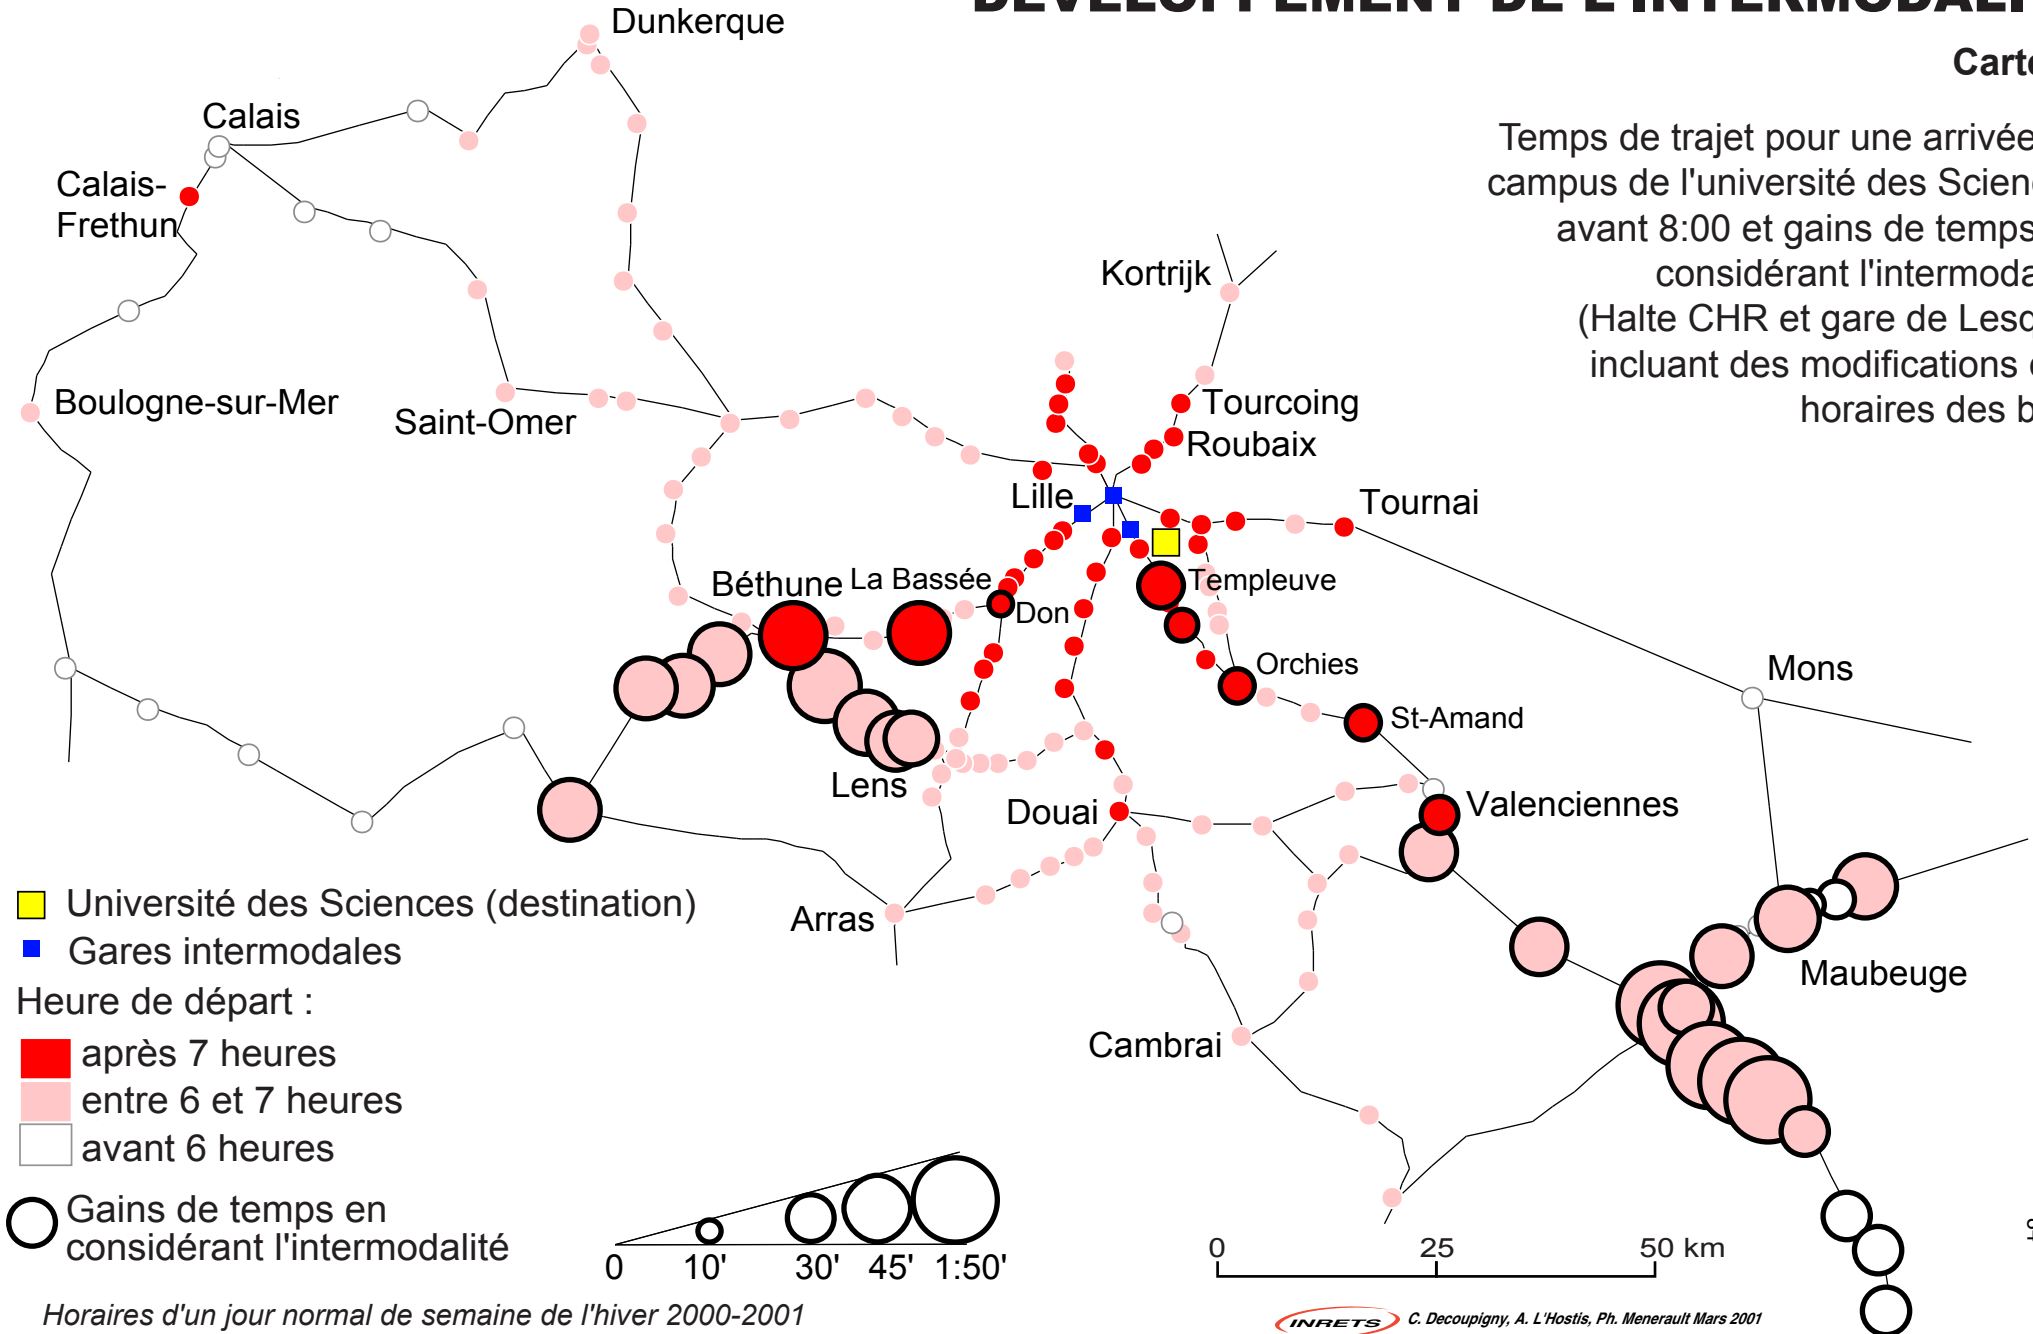 DEVELOPPEMENT DE L'INTERMODALI
Carte
Temps de trajet pour une arrivée
campus de l'université des Scienc
avant 8:00 et gains de temps
considérant l'intermoda
(Halte CHR et gare de Lesq
incluant des modifications
horaires des b
Dunkerque
Calais
Calais-
Frethun
Kortrijk
Boulogne-sur-Mer
Saint-Omer
Tourcoing
Roubaix
Lille
Tournai
Béthune
La Bassée
Templeuve
Don
Orchies
Mons
St-Amand
Lens
Douai
Valenciennes
Arras
Maubeuge
Cambrai
Université des Sciences (destination)
Gares intermodales
Heure de départ :
après 7 heures
entre 6 et 7 heures
avant 6 heures
Gains de temps en
considérant l'intermodalité
0 10' 30' 45' 1:50'
0 25 50 km
Horaires d'un jour normal de semaine de l'hiver 2000-2001
INRETS
C. Decoupigny, A. L'Hostis, Ph. Menerault Mars 2001